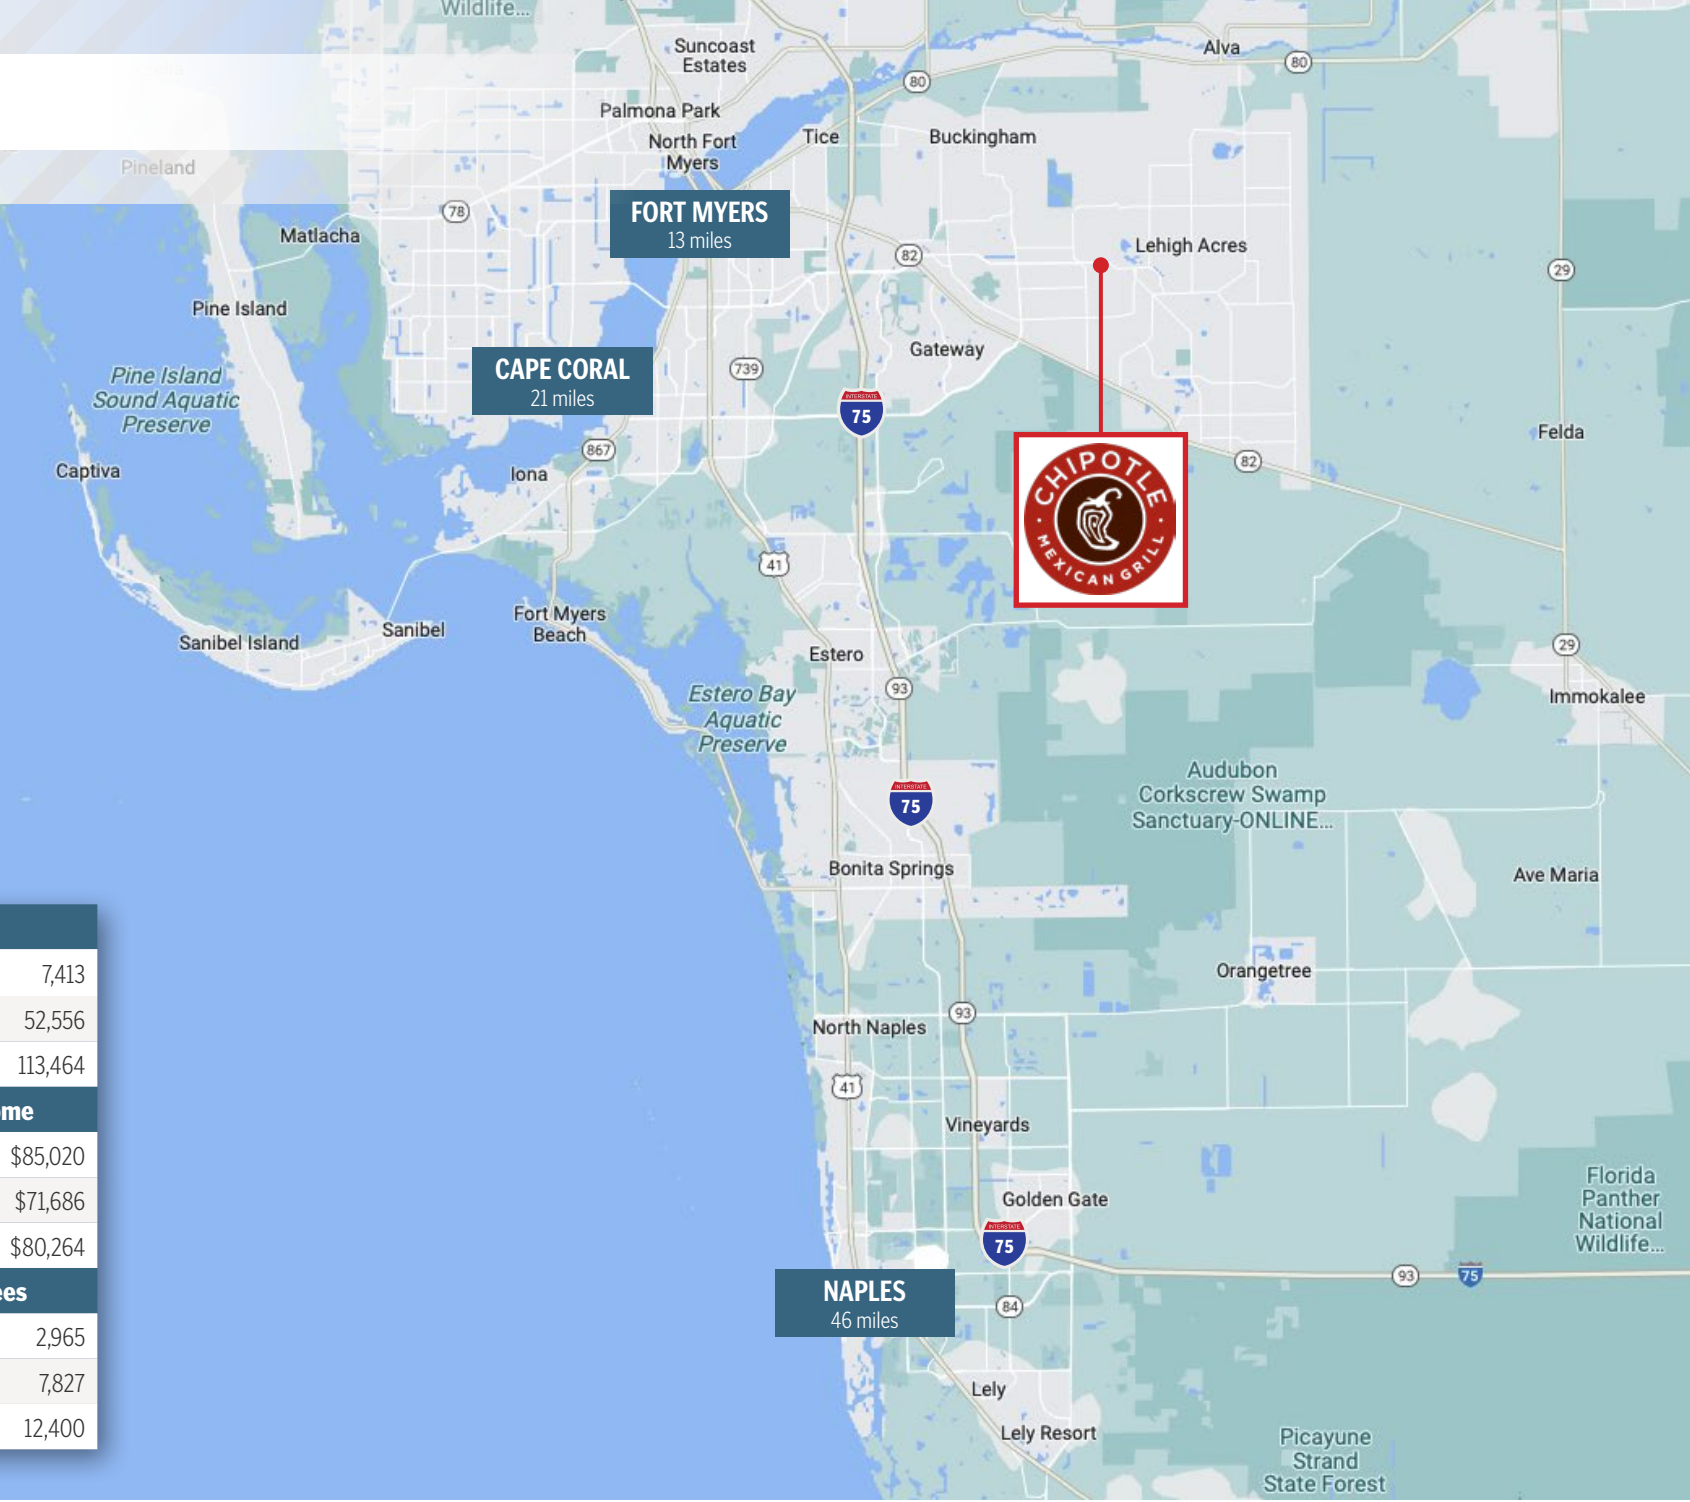 Wildlife...
Suncoast
Estates
Alva
80
80
Palmona Park
Tice
Buckingham
North Fort
Myers
Pineland
78
FORT MYERS
13 miles
Matlacha
82
Lehigh Acres
29
Pine Island
Gateway
CAPE CORAL
21 miles
739
Pine Island
Sound Aquatic
Preserve
INTERSTATE
75
Felda
867
82
Captiva
Iona
CHIPOTLE
MEXICAN GRILL
41
Fort Myers
Beach
Sanibel
Sanibel Island
Estero
29
93
Immokalee
Estero Bay
Aquatic
Preserve
Audubon
Corkscrew Swamp
Sanctuary-ONLINE...
INTERSTATE
75
Bonita Springs
Ave Maria
Orangetree
7,413
52,556
113,464
me
$85,020
$71,686
$80,264
es
2,965
7,827
12,400
93
North Naples
41
Vineyards
Golden Gate
Florida
Panther
National
Wildlife...
INTERSTATE
75
93
75
NAPLES
46 miles
84
Lely
Lely Resort
Picayune
Strand
State Forest